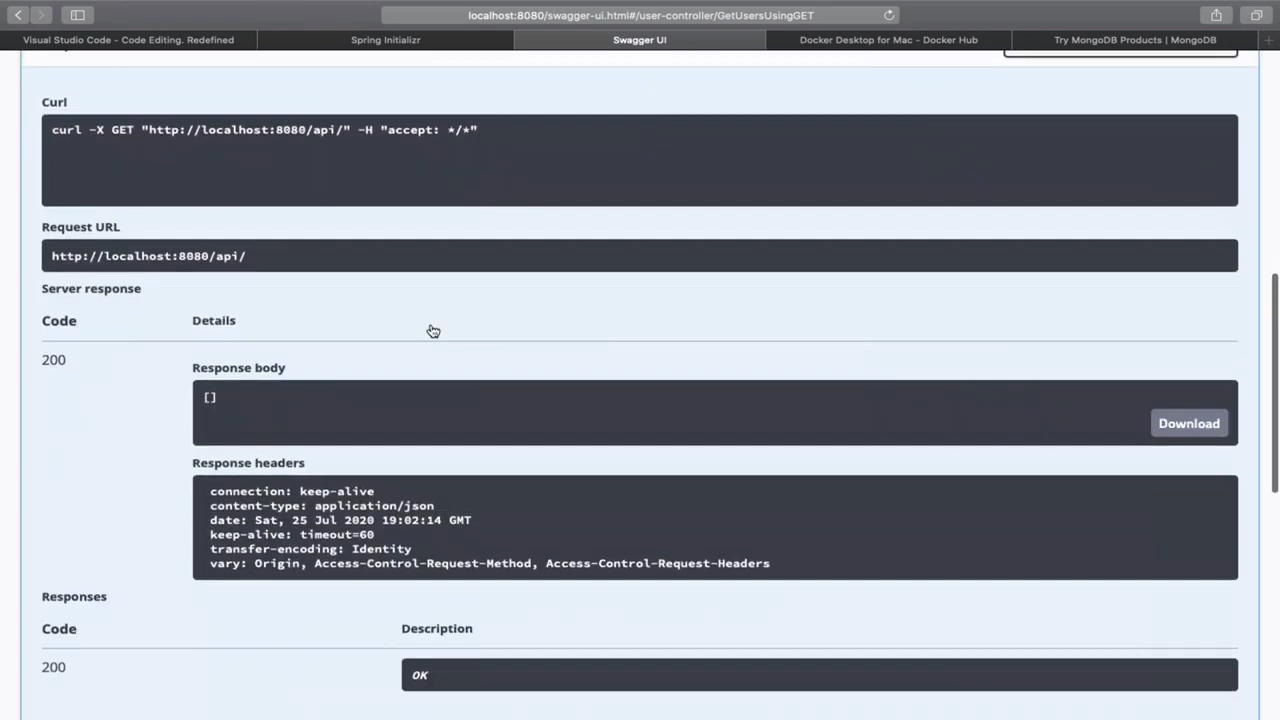 localhost:8080/swagger-ui.html#/user-controller/GetUsersUsingGET
Visual Studio Code - Code Editing. Redefined
Spring Initializr
Swagger UI
Docker Desktop for Mac - Docker Hub
Try MongoDB Products | MongoDB
Curl
curl -X GET "http://localhost:8080/api/" -H "accept: */*"
Request URL
http://localhost:8080/api/
Server response
Code Details
200
Response body
[]
Download
Response headers
connection: keep-alive
content-type: application/json
date: Sat, 25 Jul 2020 19:02:14 GMT
keep-alive: timeout=60
transfer-encoding: Identity
vary: Origin, Access-Control-Request-Method, Access-Control-Request-Headers
Responses
Code Description
200
OK